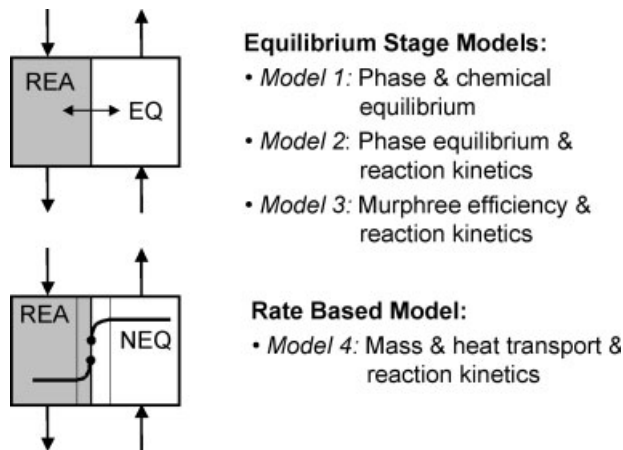 REA
EQ
Equilibrium Stage Models:
• Model 1: Phase & chemical
equilibrium
• Model 2: Phase equilibrium &
reaction kinetics
• Model 3: Murphree efficiency &
reaction kinetics
REA
NEQ
Rate Based Model:
• Model 4: Mass & heat transport &
reaction kinetics